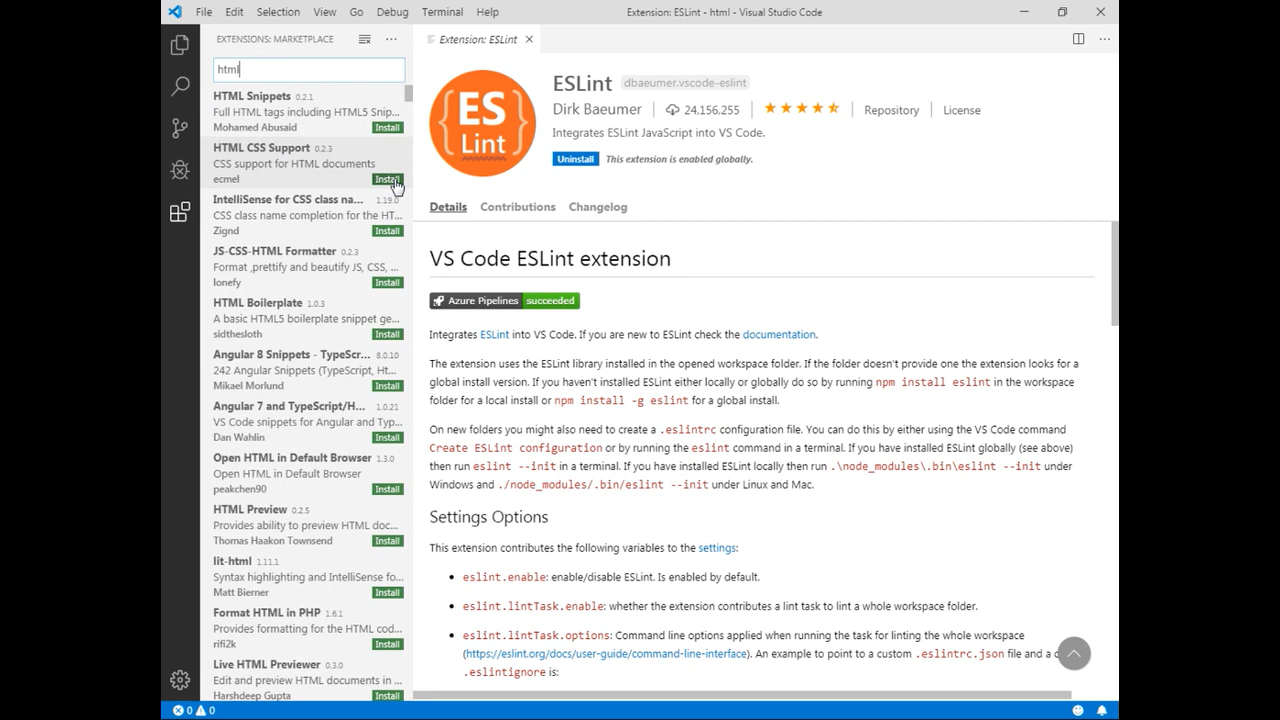 File Edit Selection View Go Debug Terminal Help
Extension: ESLint - html - Visual Studio Code
EXTENSIONS: MARKETPLACE
html
HTML Snippets 0.2.1
Full HTML tags including HTML5 Snip...
Mohamed Abusaid Install
HTML CSS Support 0.2.3
CSS support for HTML documents
ecmel Install
IntelliSense for CSS class na... 1.19.0
CSS class name completion for the HT...
Zignd Install
JS-CSS-HTML Formatter 0.2.3
Format ,prettify and beautify JS, CSS, ...
lonefy Install
HTML Boilerplate 1.0.3
A basic HTML5 boilerplate snippet ge...
sidthesloth Install
Angular 8 Snippets - TypeScr... 8.0.10
242 Angular Snippets (TypeScript, Ht...
Mikael Morlund Install
Angular 7 and TypeScript/H... 1.0.21
VS Code snippets for Angular and Typ...
Dan Wahlin Install
Open HTML in Default Browser 1.3.0
Open HTML in Default Browser
peakchen90 Install
HTML Preview 0.2.5
Provides ability to preview HTML doc...
Thomas Haakon Townsend Install
lit-html 1.11.1
Syntax highlighting and IntelliSense fo...
Matt Bierner Install
Format HTML in PHP 1.6.1
Provides formatting for the HTML cod...
rifi2k Install
Live HTML Previewer 0.3.0
Edit and preview HTML documents in ...
Harshdeep Gupta Install
0 0
Extension: ESLint
ES
Lint
ESLint dbaeumer.vscode-eslint
Dirk Baeumer 24,156,255 Repository License
Integrates ESLint JavaScript into VS Code.
Uninstall This extension is enabled globally.
Details Contributions Changelog
VS Code ESLint extension
Azure Pipelines succeeded
Integrates ESLint into VS Code. If you are new to ESLint check the documentation.
The extension uses the ESLint library installed in the opened workspace folder. If the folder doesn't provide one the extension looks for a
global install version. If you haven't installed ESLint either locally or globally do so by running npm install eslint in the workspace
folder for a local install or npm install -g eslint for a global install.
On new folders you might also need to create a .eslintrc configuration file. You can do this by either using the VS Code command
Create ESLint configuration or by running the eslint command in a terminal. If you have installed ESLint globally (see above)
then run eslint --init in a terminal. If you have installed ESLint locally then run .\node_modules\.bin\eslint --init under
Windows and ./node_modules/.bin/eslint --init under Linux and Mac.
Settings Options
This extension contributes the following variables to the settings:
• eslint.enable: enable/disable ESLint. Is enabled by default.
• eslint.lintTask.enable: whether the extension contributes a lint task to lint a whole workspace folder.
• eslint.lintTask.options: Command line options applied when running the task for linting the whole workspace
(https://eslint.org/docs/user-guide/command-line-interface). An example to point to a custom .eslintrc.json file and a
.eslintignore is: